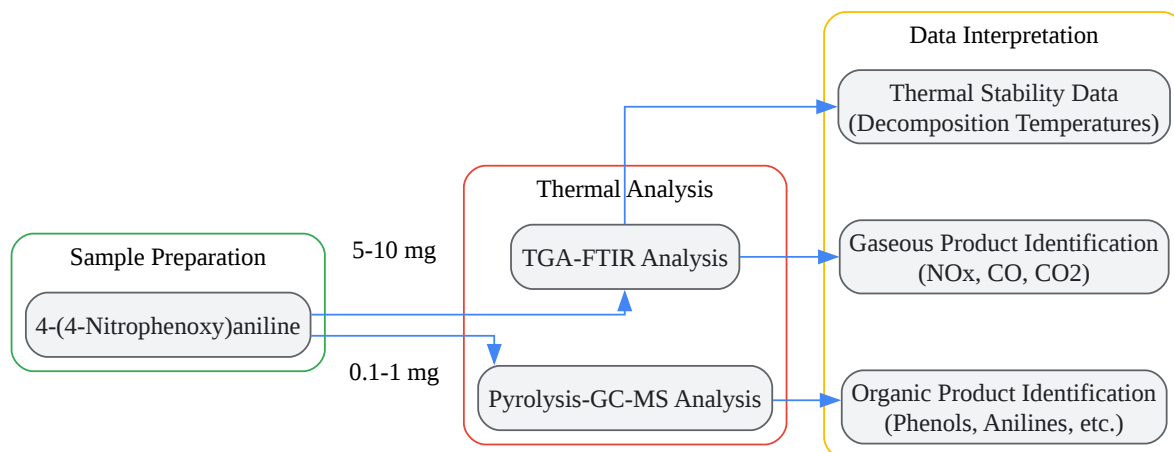 Data Interpretation
Thermal Stability Data
(Decomposition Temperatures)
Thermal Analysis
Sample Preparation
5-10 mg
TGA-FTIR Analysis
Gaseous Product Identification
(NOx, CO, CO2)
4-(4-Nitrophenoxy)aniline
0.1-1 mg
Pyrolysis-GC-MS Analysis
Organic Product Identification
(Phenols, Anilines, etc.)